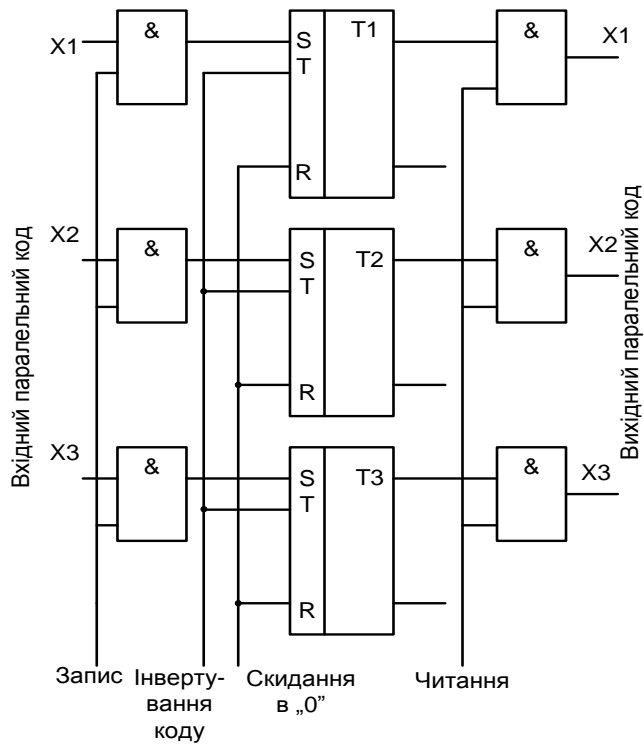 &
T1
&
X1
X1
S
T
R
X2
&
T2
&
X2
S
T
R
X3
&
T3
&
X3
S
T
R
Вхідний паралельний код
Вихідний паралельний код
Запис
Інверту-
вання
коду
Скидання
в „0”
Читання